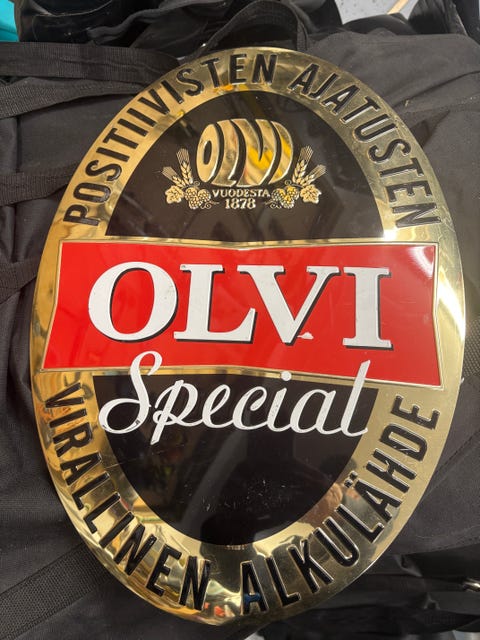 POSITIIVISTEN AJATUSTEN
OLVI
VUODESTA
1878
OLVI
Special
VIRALLINEN ALKULÄHDE